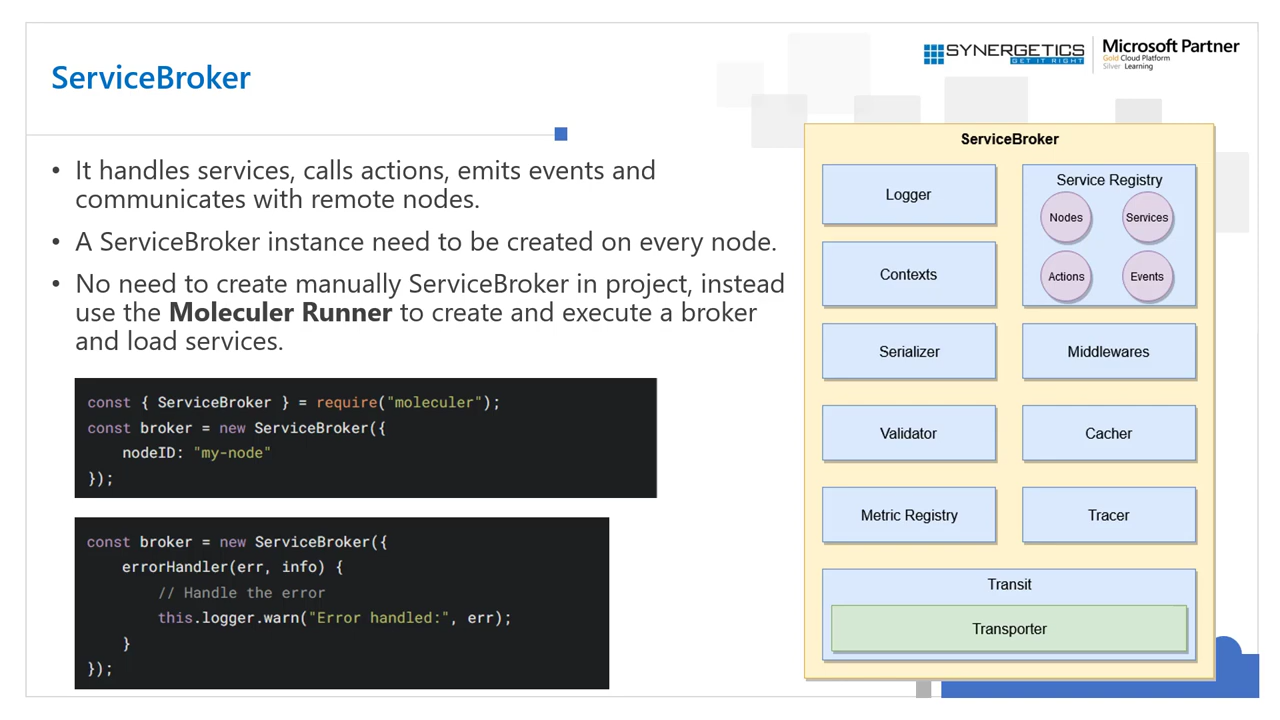 ServiceBroker
SYNERGETICS
GET IT RIGHT
Microsoft Partner
Gold Cloud Platform
Silver Learning
• It handles services, calls actions, emits events and
communicates with remote nodes.
• A ServiceBroker instance need to be created on every node.
• No need to create manually ServiceBroker in project, instead
use the Moleculer Runner to create and execute a broker
and load services.
const { ServiceBroker } = require("moleculer");
const broker = new ServiceBroker({
    nodeID: "my-node"
});
const broker = new ServiceBroker({
    errorHandler(err, info) {
        // Handle the error
        this.logger.warn("Error handled:", err);
    }
});
ServiceBroker
Logger
Service Registry
Nodes
Services
Actions
Events
Contexts
Serializer
Middlewares
Validator
Cacher
Metric Registry
Tracer
Transit
Transporter